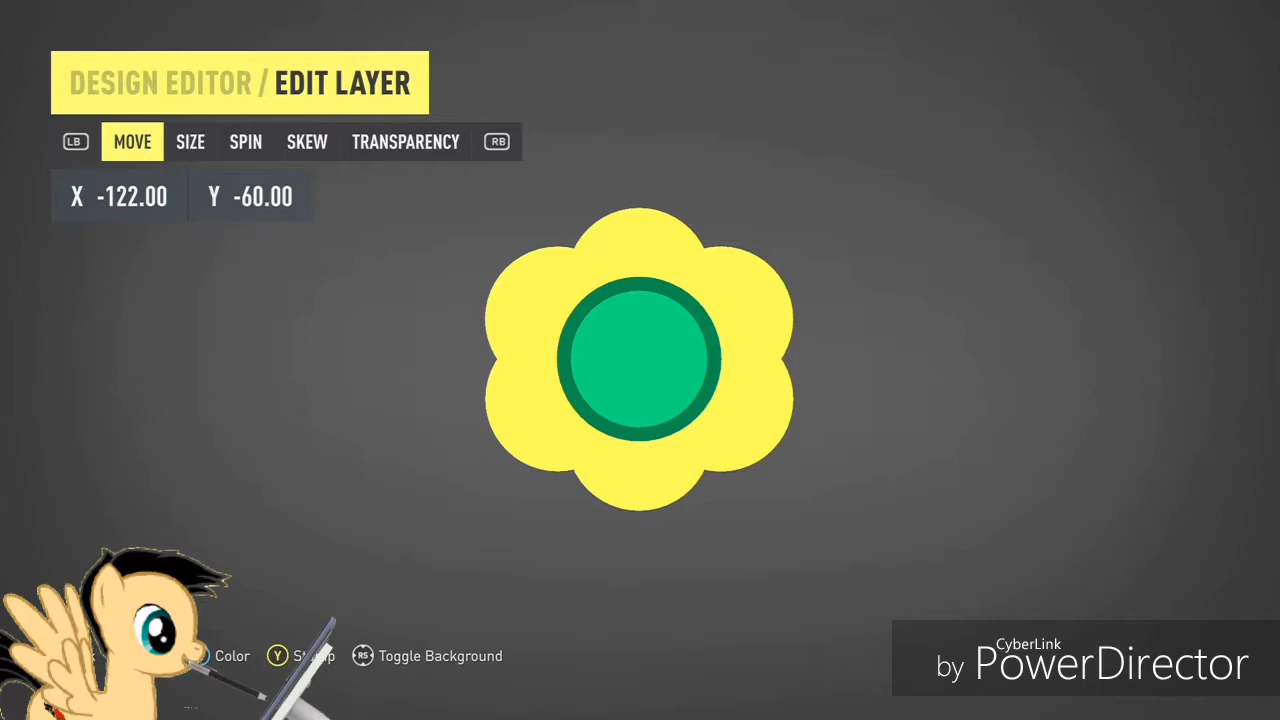 DESIGN EDITOR / EDIT LAYER
LB MOVE SIZE SPIN SKEW TRANSPARENCY RB
X -122.00 Y -60.00
Color Y RS Toggle Background
CyberLink
by PowerDirector